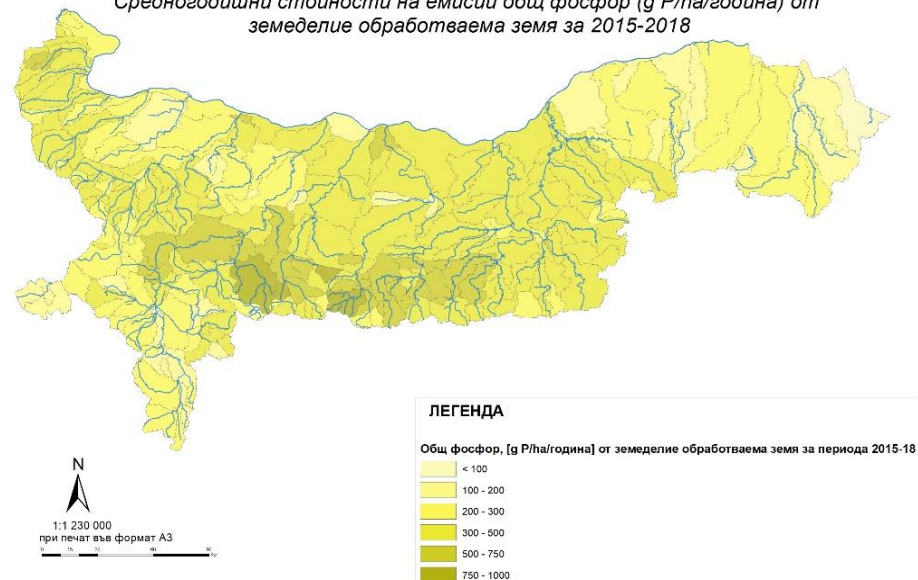 Средногодишни стойности на емисии общ фосфор (g P/ha/година) от
земеделие обработваема земя за 2015-2018
ЛЕГЕНДА
Общ фосфор, [g P/ha/година] от земеделие обработваема земя за периода 2015-18
< 100
100 - 200
200 - 300
300 - 500
500 - 750
750 - 1000
N
1:1 230 000
при печат във формат А3